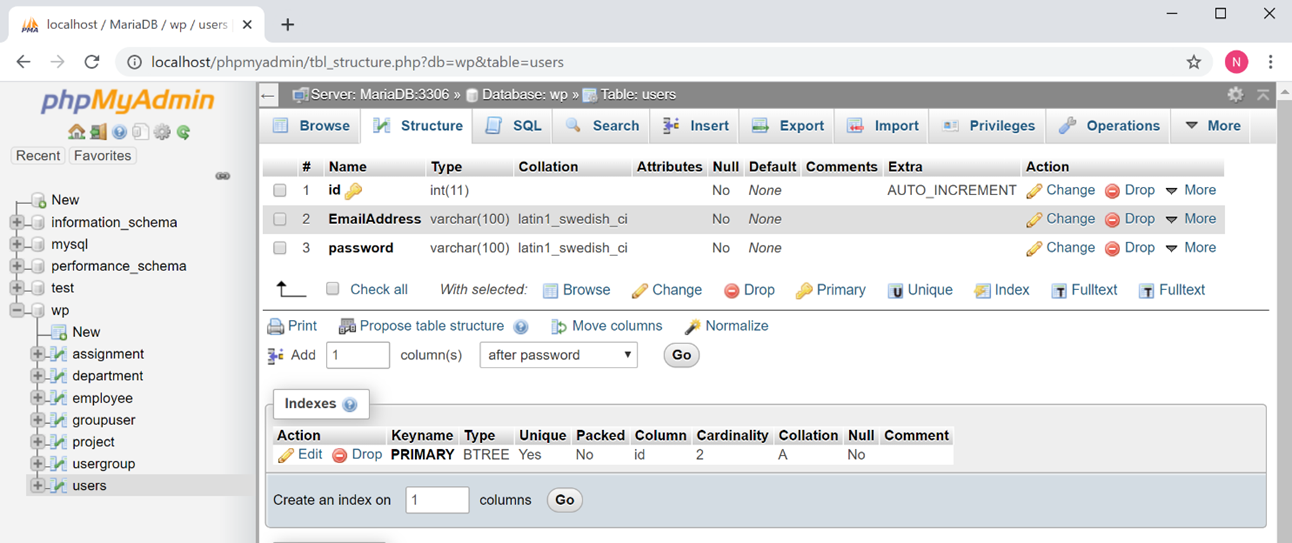 localhost / MariaDB / wp / users
localhost/phpmyadmin/tbl_structure.php?db=wp&table=users
N
phpMyAdmin
Recent Favorites
New
information_schema
mysql
performance_schema
test
wp
New
assignment
department
employee
groupuser
project
usergroup
users
Server: MariaDB:3306 » Database: wp » Table: users
Browse Structure SQL Search Insert Export Import Privileges Operations More
# Name Type Collation Attributes Null Default Comments Extra Action
1 id int(11) No None AUTO_INCREMENT Change Drop More
2 EmailAddress varchar(100) latin1_swedish_ci No None Change Drop More
3 password varchar(100) latin1_swedish_ci No None Change Drop More
Check all With selected: Browse Change Drop Primary Unique Index Fulltext Fulltext
Print Propose table structure Move columns Normalize
Add 1 column(s) after password Go
Indexes
Action Keyname Type Unique Packed Column Cardinality Collation Null Comment
Edit Drop PRIMARY BTREE Yes No id 2 A No
Create an index on 1 columns Go